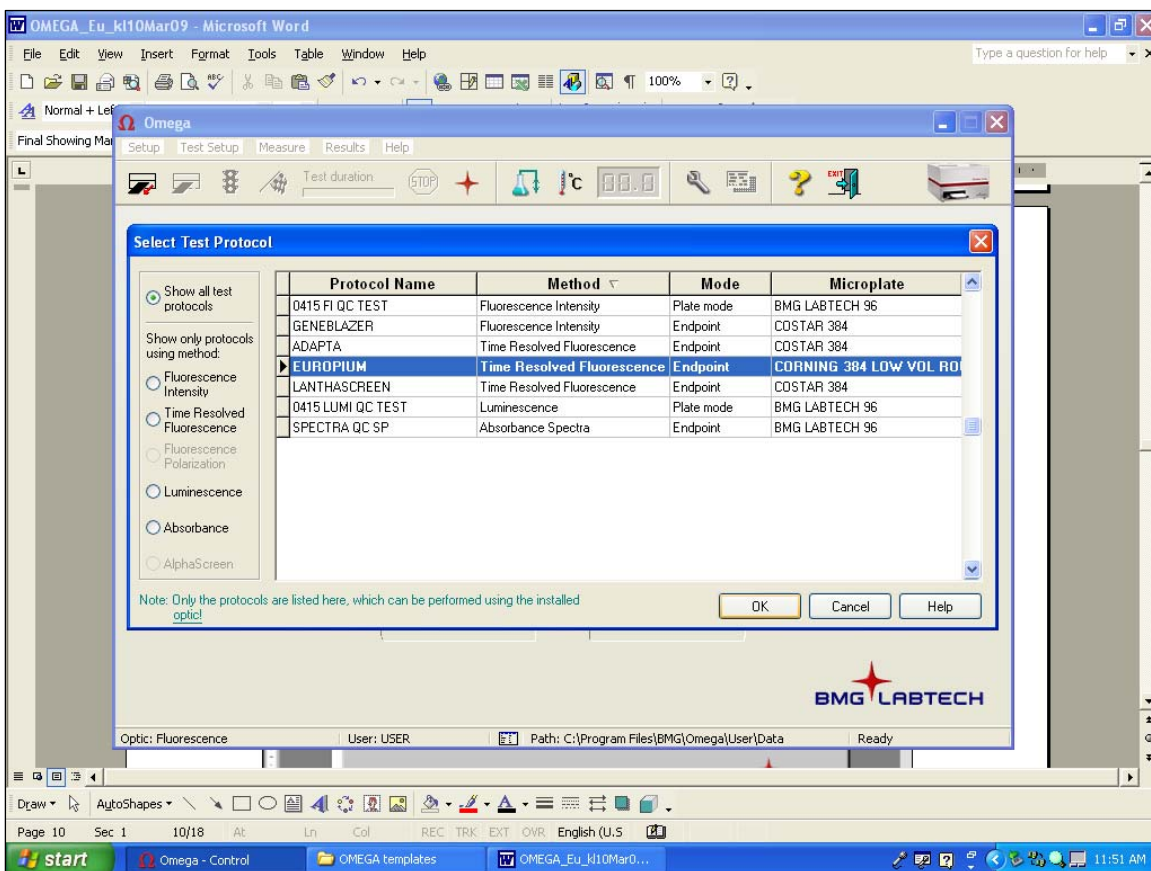 OMEGA_Eu_kl10Mar09 - Microsoft Word
File Edit View Insert Format Tools Table Window Help
Type a question for help
100%
Normal + Lef
Final Showing Mar
Omega
Setup Test Setup Measure Results Help
Test duration
STOP
°C
EXIT
Select Test Protocol
Show all test
protocols
Show only protocols
using method:
Fluorescence
Intensity
Time Resolved
Fluorescence
Fluorescence
Polarization
Luminescence
Absorbance
AlphaScreen
Protocol Name Method Mode Microplate
0415 FI QC TEST Fluorescence Intensity Plate mode BMG LABTECH 96
GENEBLAZER Fluorescence Intensity Endpoint COSTAR 384
ADAPTA Time Resolved Fluorescence Endpoint COSTAR 384
EUROPIUM Time Resolved Fluorescence Endpoint CORNING 384 LOW VOL ROU
LANTHASCREEN Time Resolved Fluorescence Endpoint COSTAR 384
0415 LUMI QC TEST Luminescence Plate mode BMG LABTECH 96
SPECTRA QC SP Absorbance Spectra Endpoint BMG LABTECH 96
Note: Only the protocols are listed here, which can be performed using the installed
optic!
OK Cancel Help
BMG LABTECH
Optic: Fluorescence User: USER Path: C:\Program Files\BMG\Omega\User\Data Ready
Draw AutoShapes
Page 10 Sec 1 10/18 At Ln Col REC TRK EXT OVR English (U.S
start Omega - Control OMEGA templates OMEGA_Eu_kl10Mar0... 11:51 AM